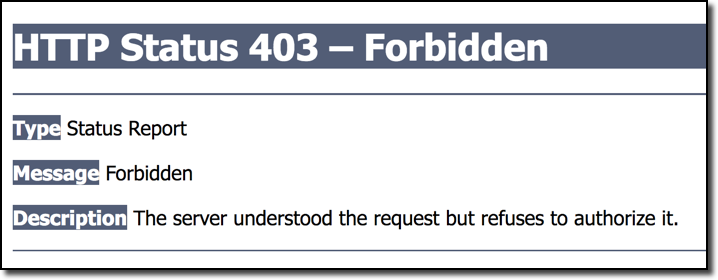 HTTP Status 403 – Forbidden
Type Status Report
Message Forbidden
Description The server understood the request but refuses to authorize it.